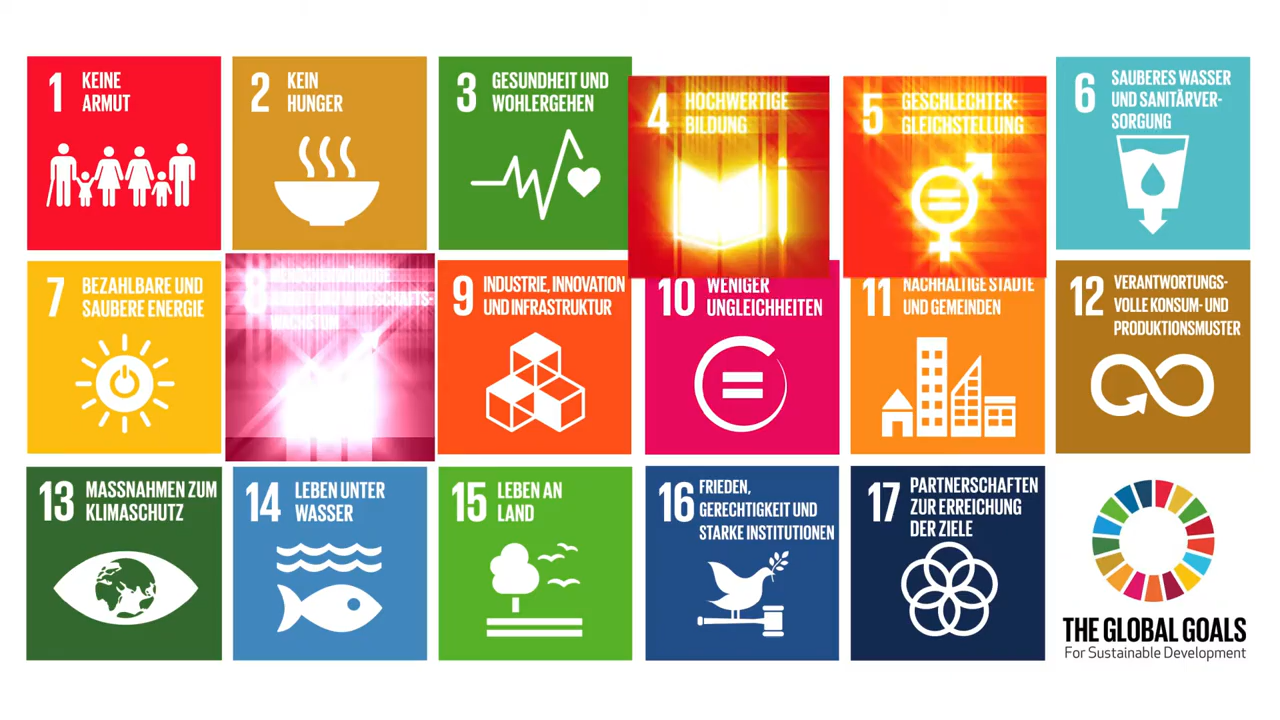 1 KEINE
ARMUT
2 KEIN
HUNGER
3 GESUNDHEIT UND
WOHLERGEHEN
4 HOCHWERTIGE
BILDUNG
5 GESCHLECHTER-
GLEICHSTELLUNG
6 SAUBERES WASSER
UND SANITÄRVER-
SORGUNG
7 BEZAHLBARE UND
SAUBERE ENERGIE
8
WACHSTUM
9 INDUSTRIE, INNOVATION
UND INFRASTRUKTUR
10 WENIGER
UNGLEICHHEITEN
11 NACHHALTIGE STÄDTE
UND GEMEINDEN
12 VERANTWORTUNGS-
VOLLE KONSUM- UND
PRODUKTIONSMUSTER
13 MASSNAHMEN ZUM
KLIMASCHUTZ
14 LEBEN UNTER
WASSER
15 LEBEN AN
LAND
16 FRIEDEN,
GERECHTIGKEIT UND
STARKE INSTITUTIONEN
17 PARTNERSCHAFTEN
ZUR ERREICHUNG
DER ZIELE
THE GLOBAL GOALS
For Sustainable Development